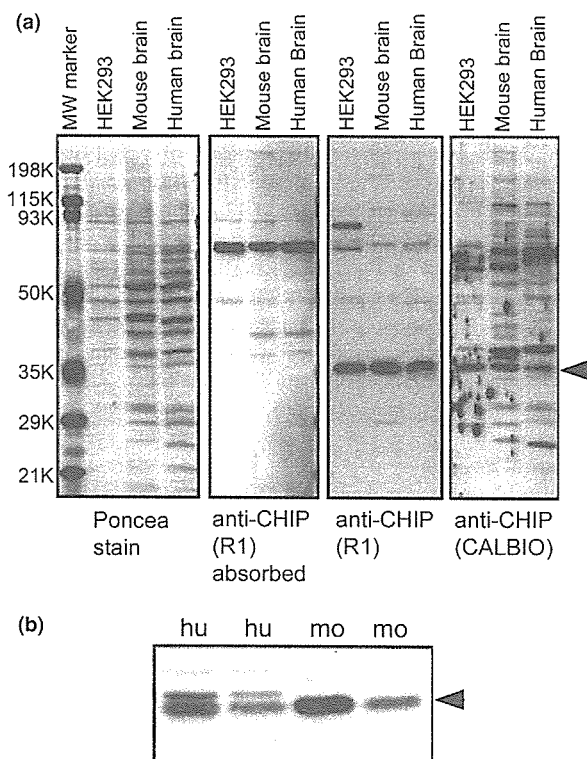 (a)
MW marker
HEK293
Mouse brain
Human brain
HEK293
Mouse brain
Human Brain
HEK293
Mouse brain
Human Brain
HEK293
Mouse brain
Human Brain
198K
115K
93K
50K
35K
29K
21K
Poncea
stain
anti-CHIP
(R1)
absorbed
anti-CHIP
(R1)
anti-CHIP
(CALBIO)
(b)
hu hu mo mo